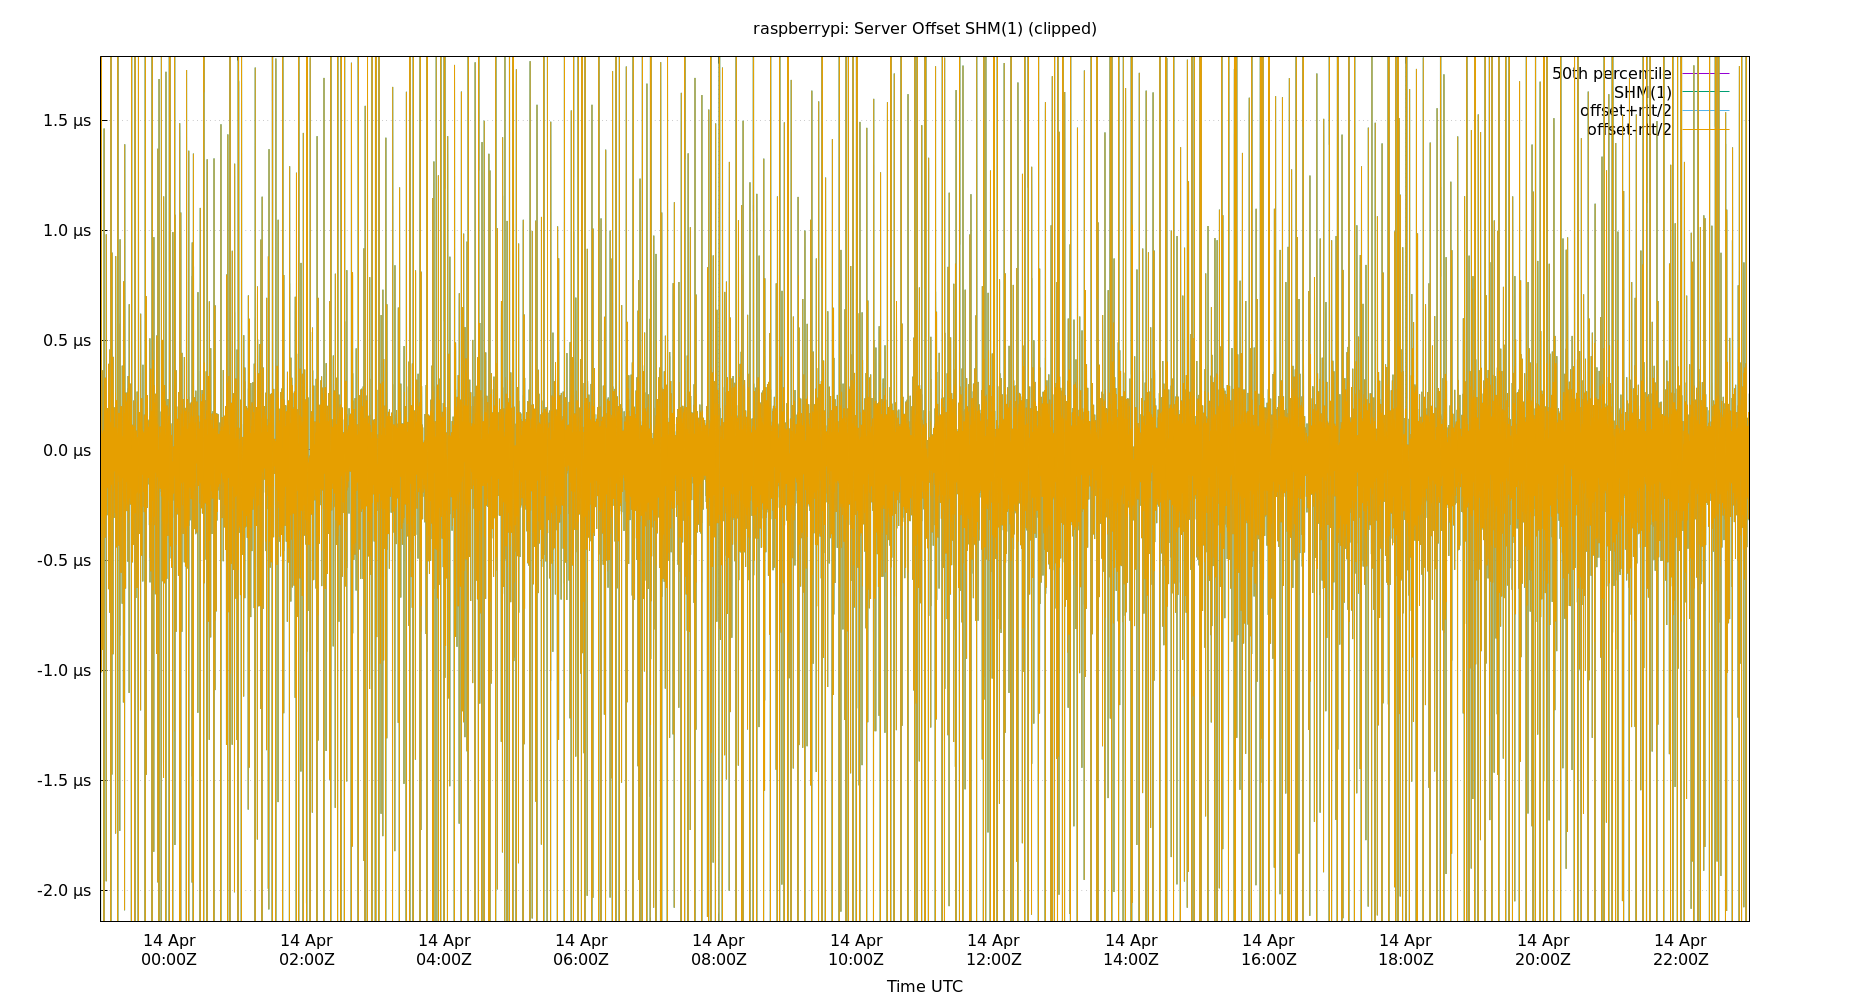 raspberrypi: Server Offset SHM(1) (clipped)
50th percentile
SHM(1)
offset+rtt/2
offset-rtt/2
1.5 µs
1.0 µs
0.5 µs
0.0 µs
-0.5 µs
-1.0 µs
-1.5 µs
-2.0 µs
14 Apr 14 Apr 14 Apr 14 Apr 14 Apr 14 Apr 14 Apr 14 Apr 14 Apr 14 Apr 14 Apr 14 Apr
00:00Z 02:00Z 04:00Z 06:00Z 08:00Z 10:00Z 12:00Z 14:00Z 16:00Z 18:00Z 20:00Z 22:00Z
Time UTC